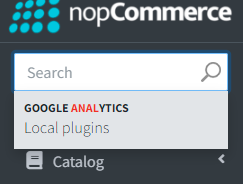 nopCommerce
Search
GOOGLE ANALYTICS
Local plugins
Catalog